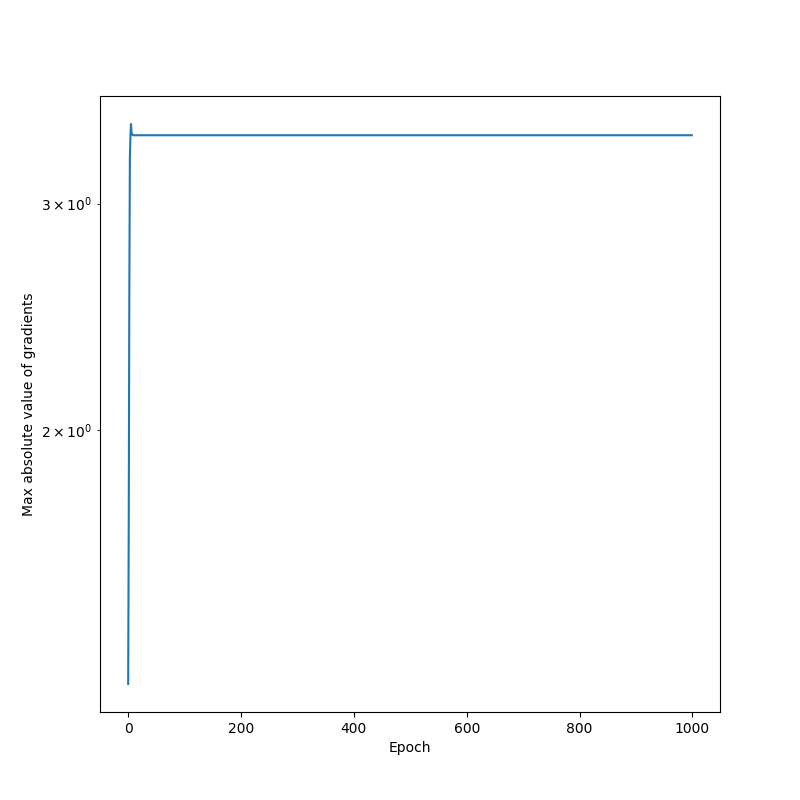 Max absolute value of gradients
3 × 10⁰
2 × 10⁰
0 200 400 600 800 1000
Epoch